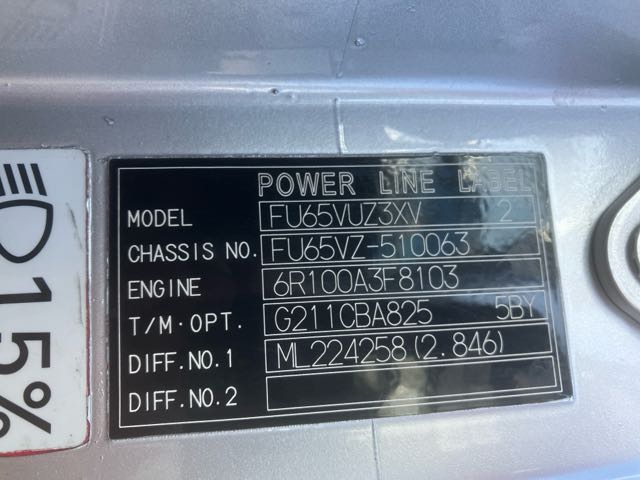 POWER LINE LABEL
MODEL FU65VUZ3XV 2
CHASSIS NO. FU65VZ-510063
ENGINE 6R100A3F8103
T/M·OPT. G211CBA825 5BY
DIFF.NO.1 ML224258(2.846)
DIFF.NO.2
15%